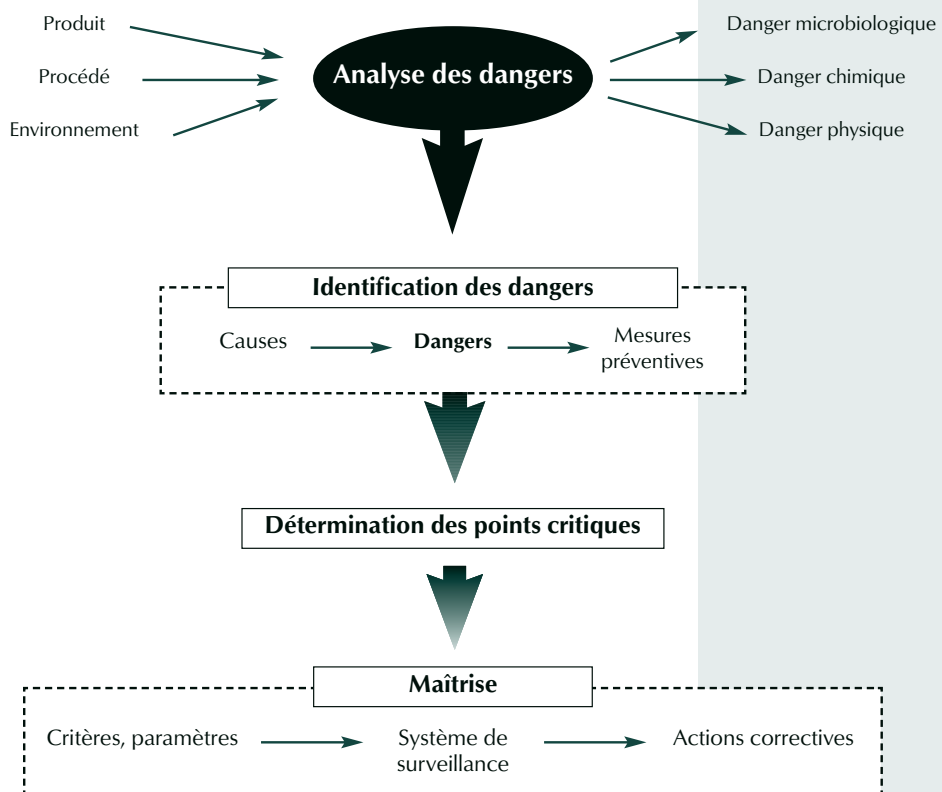 Produit
Procédé
Environnement
Analyse des dangers
Danger microbiologique
Danger chimique
Danger physique
Identification des dangers
Causes
Dangers
Mesures
préventives
Détermination des points critiques
Maîtrise
Critères, paramètres
Système de
surveillance
Actions correctives